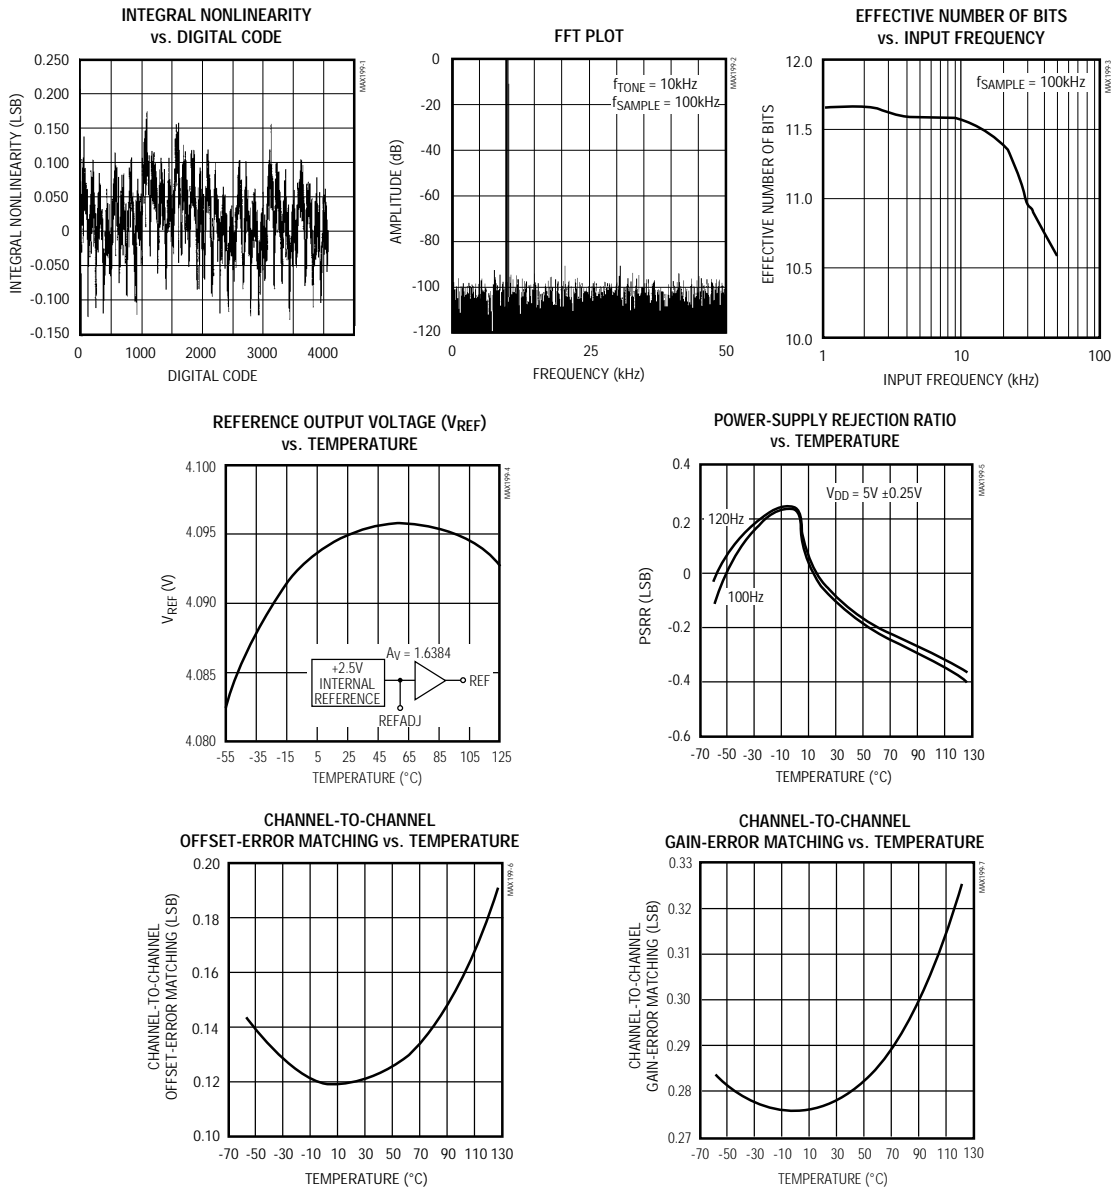 INTEGRAL NONLINEARITY
vs. DIGITAL CODE
0.250
0.200
0.150
0.100
0.050
0
-0.050
-0.100
-0.150
INTEGRAL NONLINEARITY (LSB)
0 1000 2000 3000 4000
DIGITAL CODE
MAX199-1
FFT PLOT
0
-20
-40
-60
-80
-100
-120
AMPLITUDE (dB)
fTONE = 10kHz
fSAMPLE = 100kHz
0 25 50
FREQUENCY (kHz)
MAX199-2
EFFECTIVE NUMBER OF BITS
vs. INPUT FREQUENCY
12.0
11.5
11.0
10.5
10.0
EFFECTIVE NUMBER OF BITS
fSAMPLE = 100kHz
1 10 100
INPUT FREQUENCY (kHz)
MAX199-3
REFERENCE OUTPUT VOLTAGE (VREF)
vs. TEMPERATURE
4.100
4.095
4.090
4.085
4.080
VREF (V)
AV = 1.6384
+2.5V
INTERNAL
REFERENCE
REF
REFADJ
-55 -35 -15 5 25 45 65 85 105 125
TEMPERATURE (°C)
MAX199-4
POWER-SUPPLY REJECTION RATIO
vs. TEMPERATURE
0.4
0.2
0
-0.2
-0.4
-0.6
PSRR (LSB)
VDD = 5V ±0.25V
120Hz
100Hz
-70 -50 -30 -10 10 30 50 70 90 110 130
TEMPERATURE (°C)
MAX199-5
CHANNEL-TO-CHANNEL
OFFSET-ERROR MATCHING vs. TEMPERATURE
0.20
0.18
0.16
0.14
0.12
0.10
CHANNEL-TO-CHANNEL
OFFSET-ERROR MATCHING (LSB)
-70 -50 -30 -10 10 30 50 70 90 110 130
TEMPERATURE (°C)
MAX199-6
CHANNEL-TO-CHANNEL
GAIN-ERROR MATCHING vs. TEMPERATURE
0.33
0.32
0.31
0.30
0.29
0.28
0.27
CHANNEL-TO-CHANNEL
GAIN-ERROR MATCHING (LSB)
-70 -50 -30 -10 10 30 50 70 90 110 130
TEMPERATURE (°C)
MAX199-7